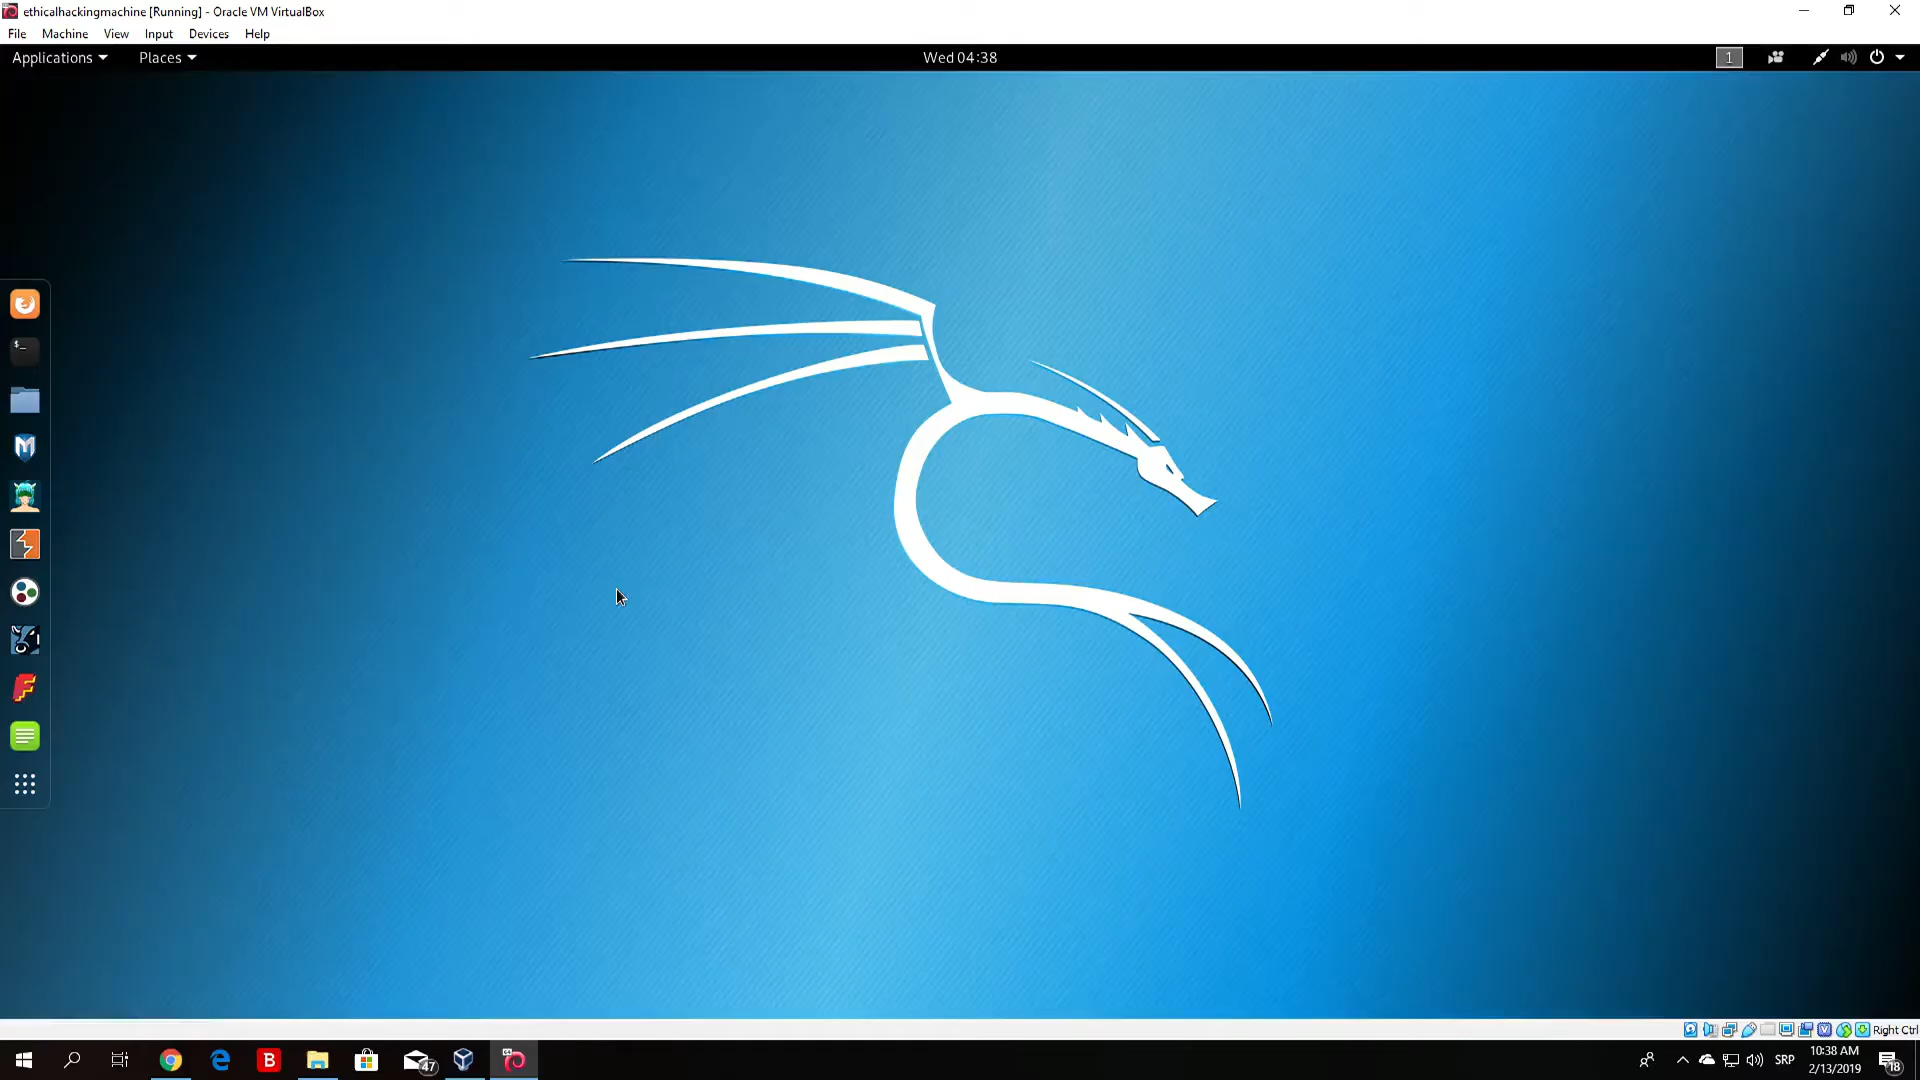 ethicalhackingmachine [Running] - Oracle VM VirtualBox
File Machine View Input Devices Help
Applications Places Wed 04:38 1
$_
M
F
Right Ctrl
B 47 SRP 10:38 AM
2/13/2019 18